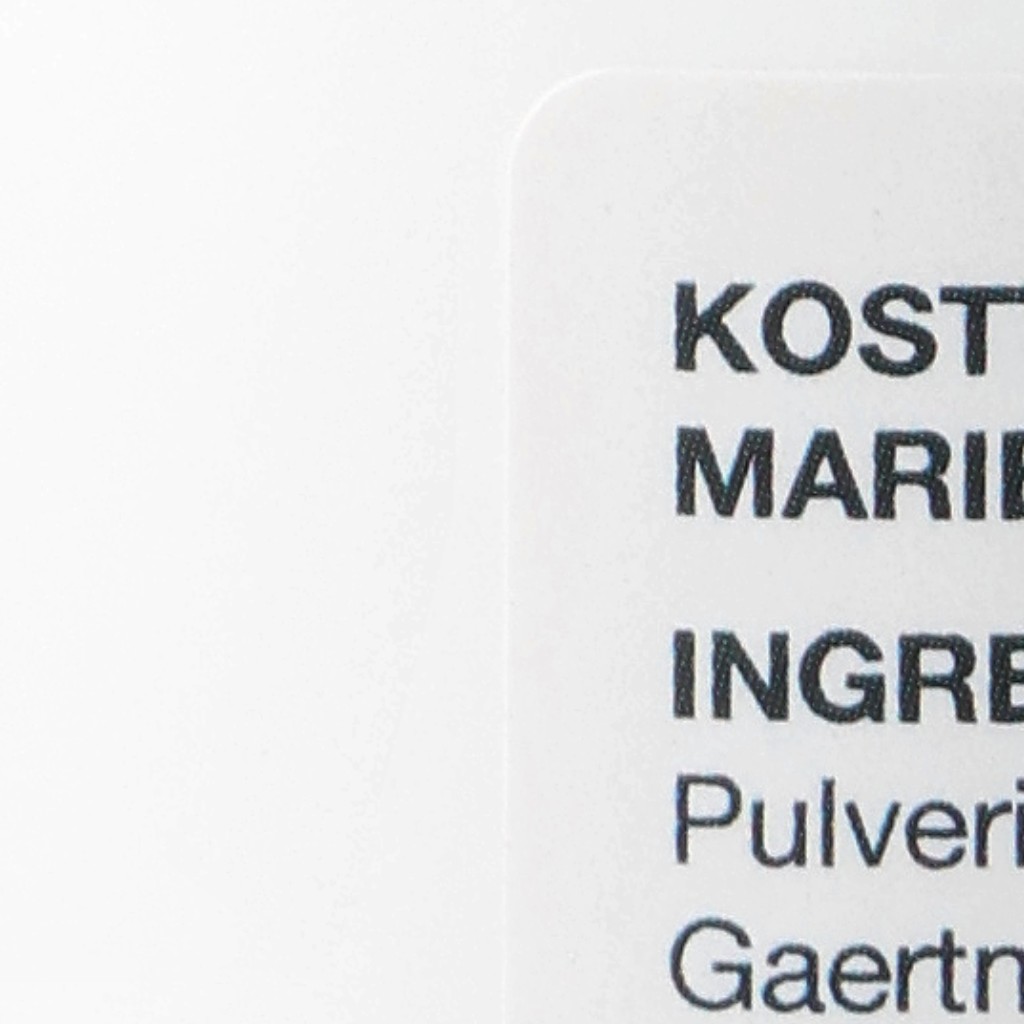 KOST
MARI
INGRE
Pulveri
Gaertn